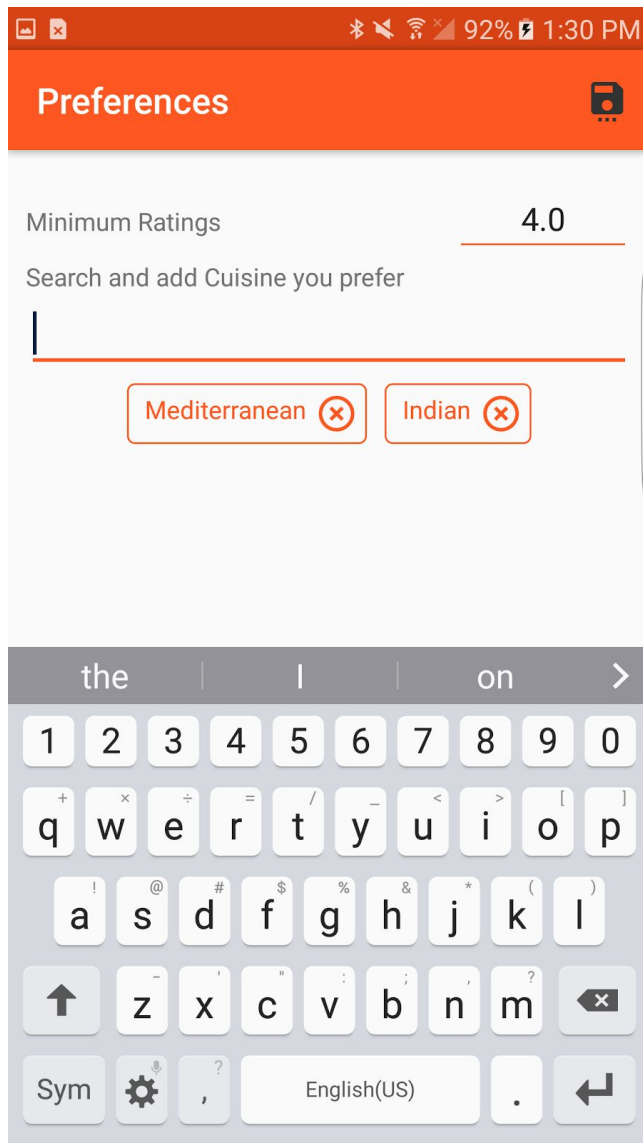 92% 1:30 PM
Preferences
Minimum Ratings 4.0
Search and add Cuisine you prefer
Mediterranean Indian
the I on
1 2 3 4 5 6 7 8 9 0
+ × ÷ = / _ < > [ ]
q w e r t y u i o p
! @ # $ % & * ( )
a s d f g h j k l
- ' " : ; , ?
z x c v b n m
Sym , ? English(US) .